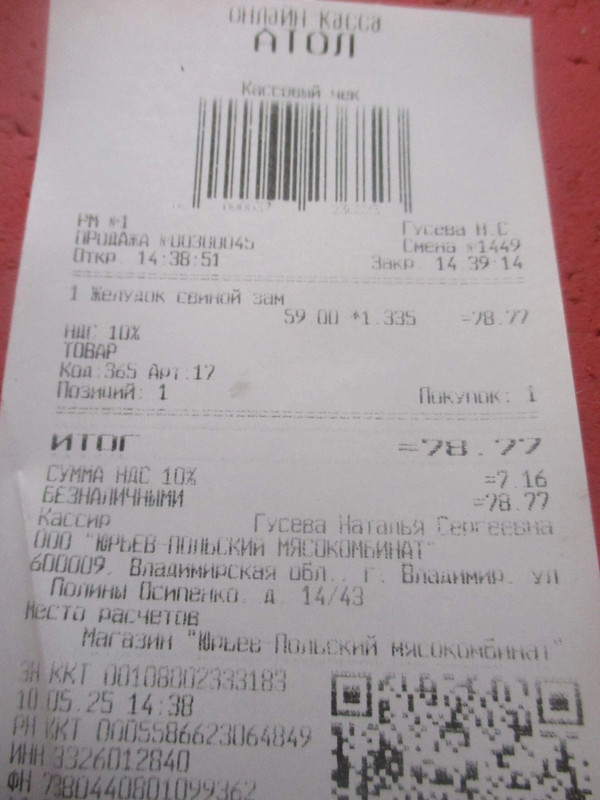 ОНЛАЙН КАССА
АТОЛ
Кассовый чек
РМ №1 Гусева Н.С
ПРОДАЖА №00300045 Смена №1449
Откр. 14:38:51 Закр. 14:39:14
1 Желудок свиной зам
59.00 *1.335 =78.77
НДС 10%
ТОВАР
Код:365 Арт:17
Позиций: 1 Покупок: 1
ИТОГ =78.77
СУММА НДС 10% =7.16
БЕЗНАЛИЧНЫМИ =78.77
Кассир Гусева Наталья Сергеевна
ООО "ЮРЬЕВ-ПОЛЬСКИЙ МЯСОКОМБИНАТ"
600009, Владимирская обл., г. Владимир, ул
Полины Осипенко, д. 14/43
Место расчетов
Магазин "Юрьев-Польский мясокомбинат"
ЗН ККТ 00108002333183
10.05.25 14:38
РН ККТ 0005586623064849
ИНН 3326012840
ФН 7380440801099362